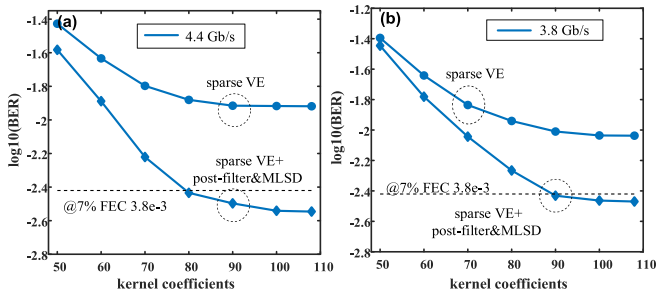 (a)
4.4 Gb/s
-1.4
-1.6
-1.8
-2
-2.2
-2.4
-2.6
-2.8
log10(BER)
sparse VE
sparse VE+
post-filter&MLSD
@7% FEC 3.8e-3
50 60 70 80 90 100 110
kernel coefficients
(b)
3.8 Gb/s
-1.4
-1.6
-1.8
-2
-2.2
-2.4
-2.6
-2.8
log10(BER)
sparse VE
@7% FEC 3.8e-3
sparse VE+
post-filter&MLSD
50 60 70 80 90 100 110
kernel coefficients